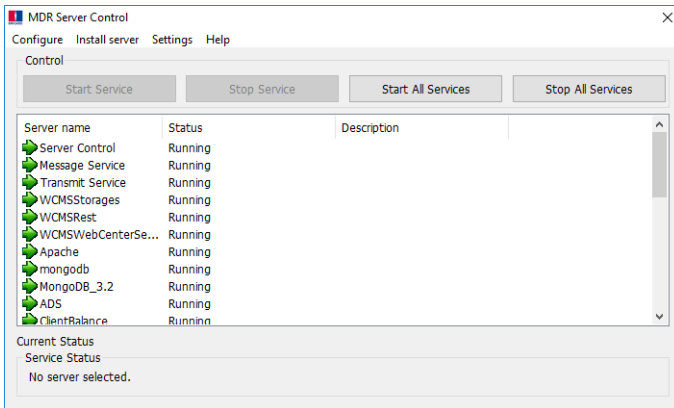 MDR Server Control
Configure Install server Settings Help
Control
Start Service Stop Service Start All Services Stop All Services
Server name Status Description
Server Control Running
Message Service Running
Transmit Service Running
WCMSStorages Running
WCMSRest Running
WCMSWebCenterSe... Running
Apache Running
mongodb Running
MongoDB_3.2 Running
ADS Running
ClientBalance Running
Current Status
Service Status
No server selected.